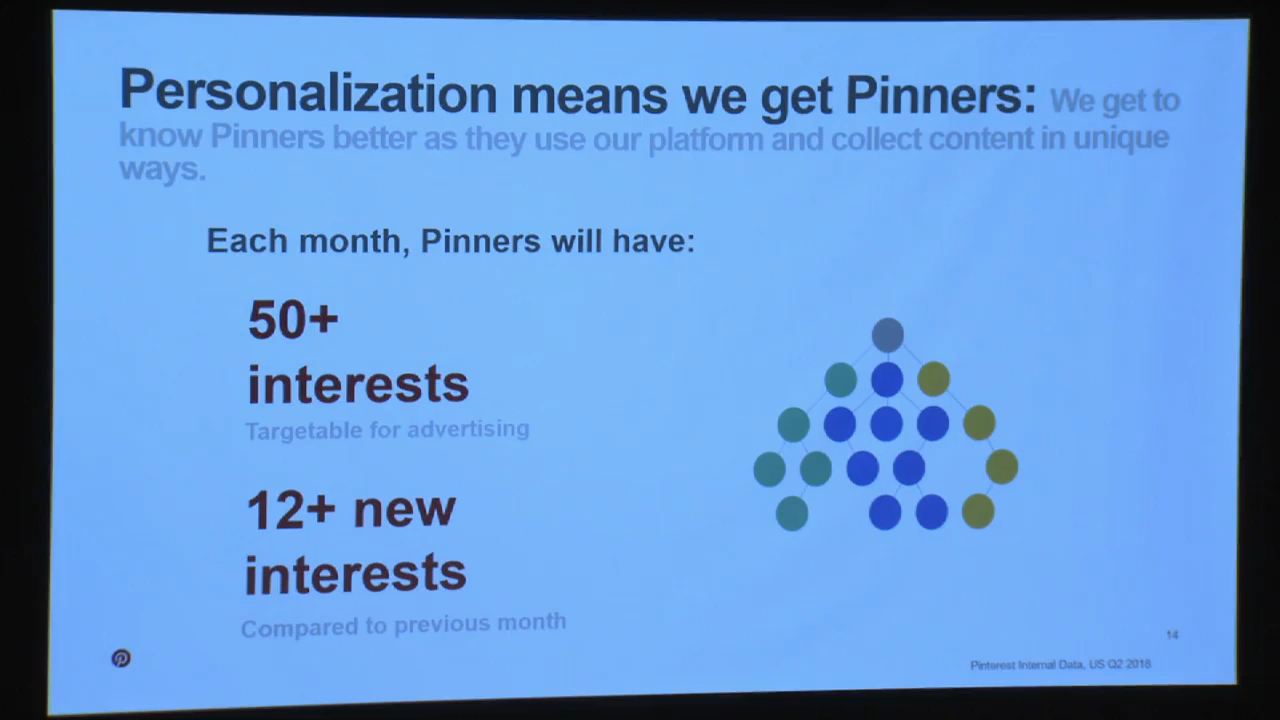 Personalization means we get Pinners: We get to
know Pinners better as they use our platform and collect content in unique
ways.
Each month, Pinners will have:
50+
interests
Targetable for advertising
12+ new
interests
Compared to previous month
14
Pinterest Internal Data, US Q2 2018